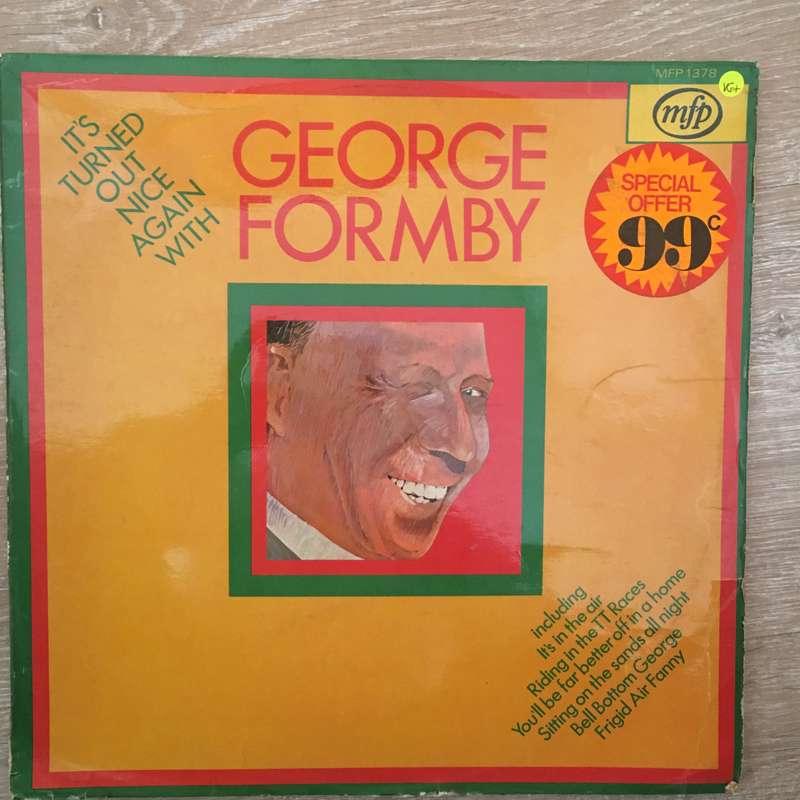 MFP 1378
VG+
mfp
IT'S
TURNED
OUT
NICE
AGAIN
WITH
GEORGE
FORMBY
SPECIAL
OFFER
99c
including
It's in the air
Riding in the TT Races
You'll be far better off in a home
Sitting on the sands all night
Bell Bottom George
Frigid Air Fanny